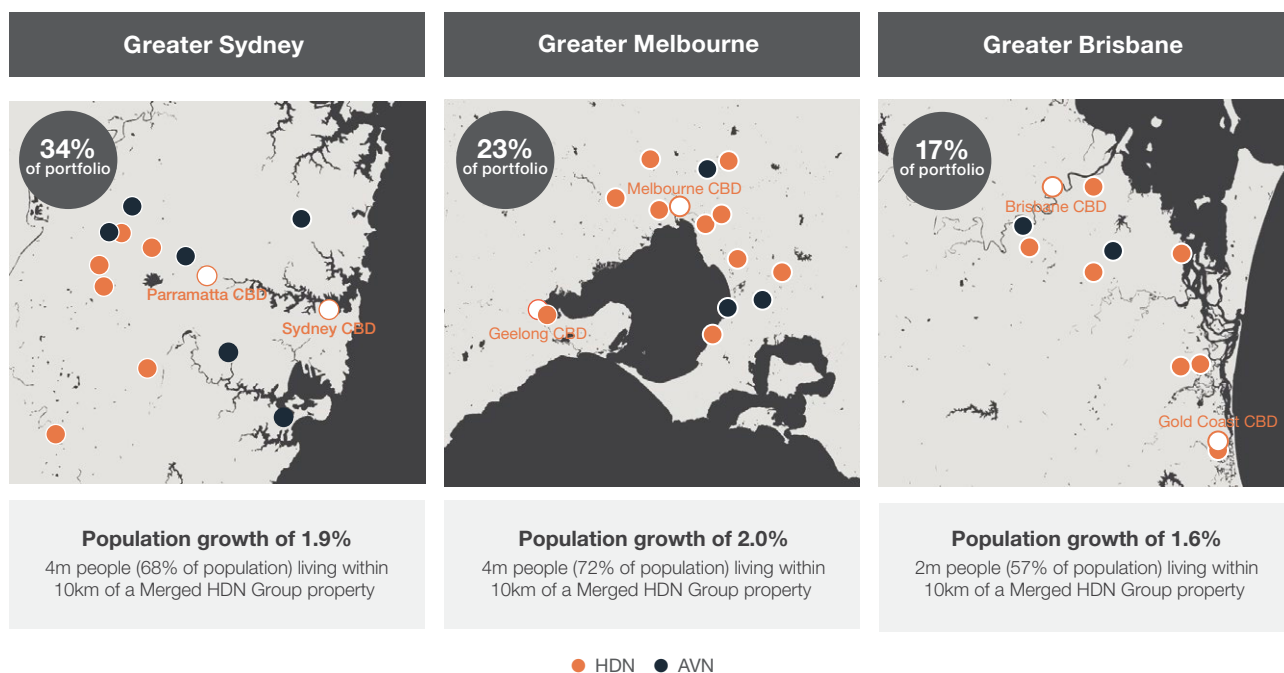 Greater Sydney
34%
of portfolio
Parramatta CBD
Sydney CBD
Population growth of 1.9%
4m people (68% of population) living within
10km of a Merged HDN Group property
Greater Melbourne
23%
of portfolio
Melbourne CBD
Geelong CBD
Population growth of 2.0%
4m people (72% of population) living within
10km of a Merged HDN Group property
Greater Brisbane
17%
of portfolio
Brisbane CBD
Gold Coast CBD
Population growth of 1.6%
2m people (57% of population) living within
10km of a Merged HDN Group property
HDN AVN